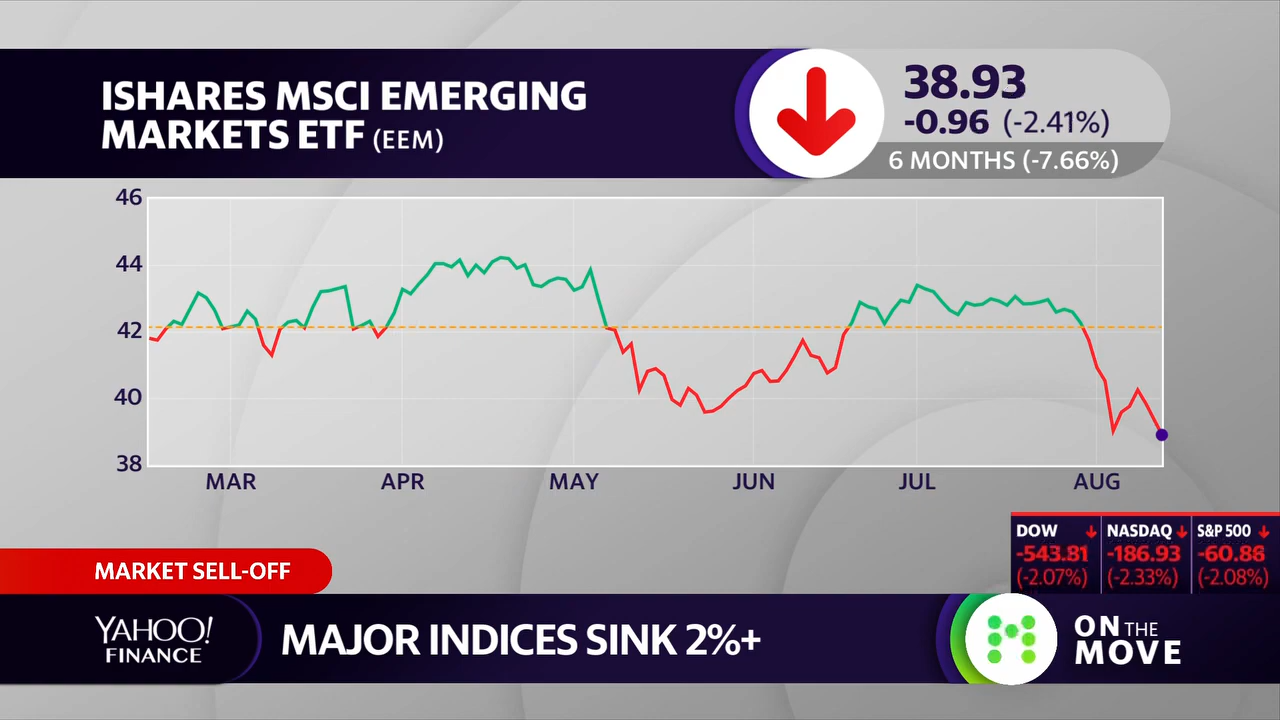 ISHARES MSCI EMERGING
MARKETS ETF (EEM)
38.93
-0.96 (-2.41%)
6 MONTHS (-7.66%)
46
44
42
40
38
MAR APR MAY JUN JUL AUG
DOW NASDAQ S&P 500
-543.81 -186.93 -60.86
(-2.07%) (-2.33%) (-2.08%)
MARKET SELL-OFF
YAHOO!
FINANCE
MAJOR INDICES SINK 2%+
ON THE
MOVE